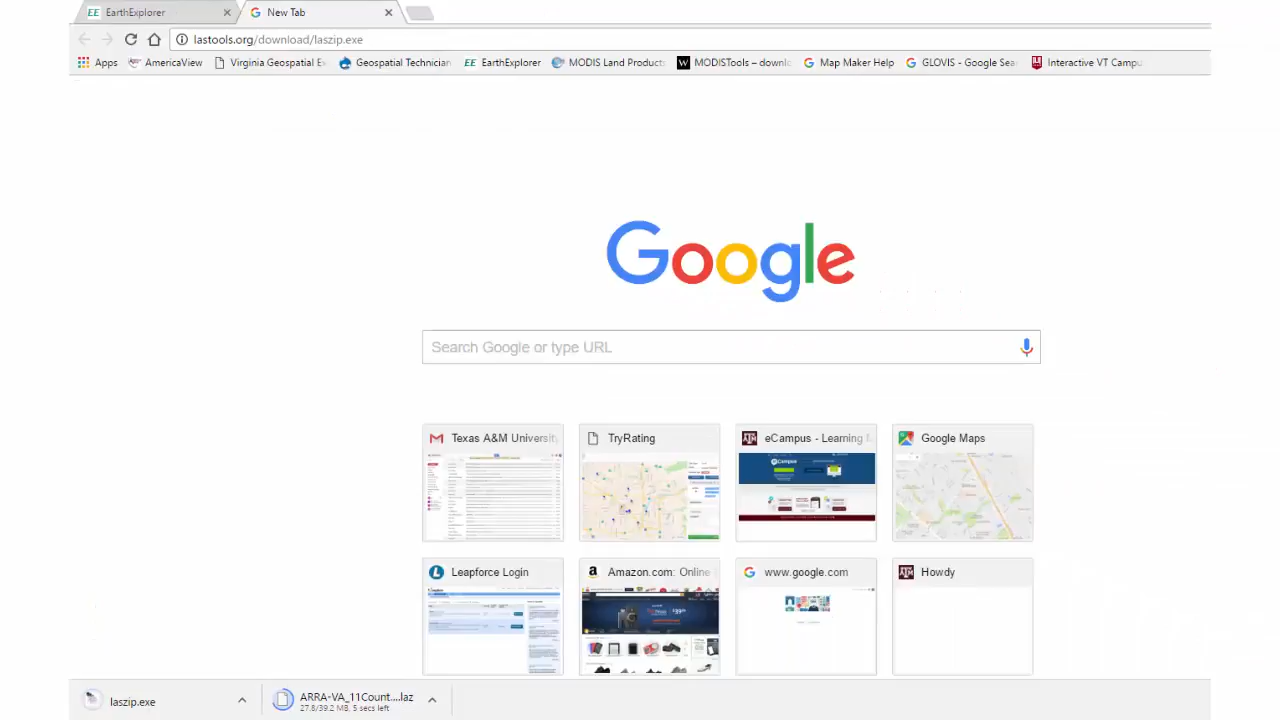 EarthExplorer
New Tab
lastools.org/download/laszip.exe
Apps AmericaView Virginia Geospatial Ex Geospatial Technician EarthExplorer MODIS Land Product: MODISTools – downlo Map Maker Help GLOVIS - Google Sea Interactive VT Campu
Google
Search Google or type URL
Texas A&M University TryRating eCampus - Learning Google Maps
Leapforce Login Amazon.com: Online www.google.com Howdy
laszip.exe
ARRA-VA_11Count....laz
27.8/39.2 MB, 5 secs left